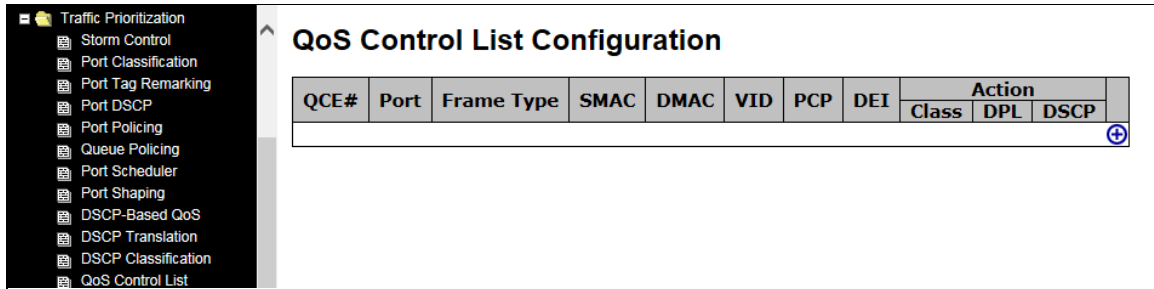 Traffic Prioritization
Storm Control
Port Classification
Port Tag Remarking
Port DSCP
Port Policing
Queue Policing
Port Scheduler
Port Shaping
DSCP-Based QoS
DSCP Translation
DSCP Classification
QoS Control List
QoS Control List Configuration
QCE# Port Frame Type SMAC DMAC VID PCP DEI Action
Class DPL DSCP